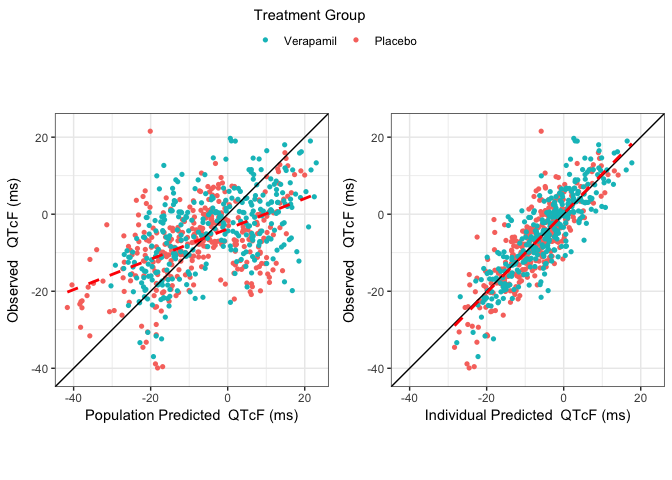 Treatment Group
Verapamil Placebo
20
0
-20
-40
-40 -20 0 20
Observed QTcF (ms)
Population Predicted QTcF (ms)
20
0
-20
-40
-40 -20 0 20
Observed QTcF (ms)
Individual Predicted QTcF (ms)